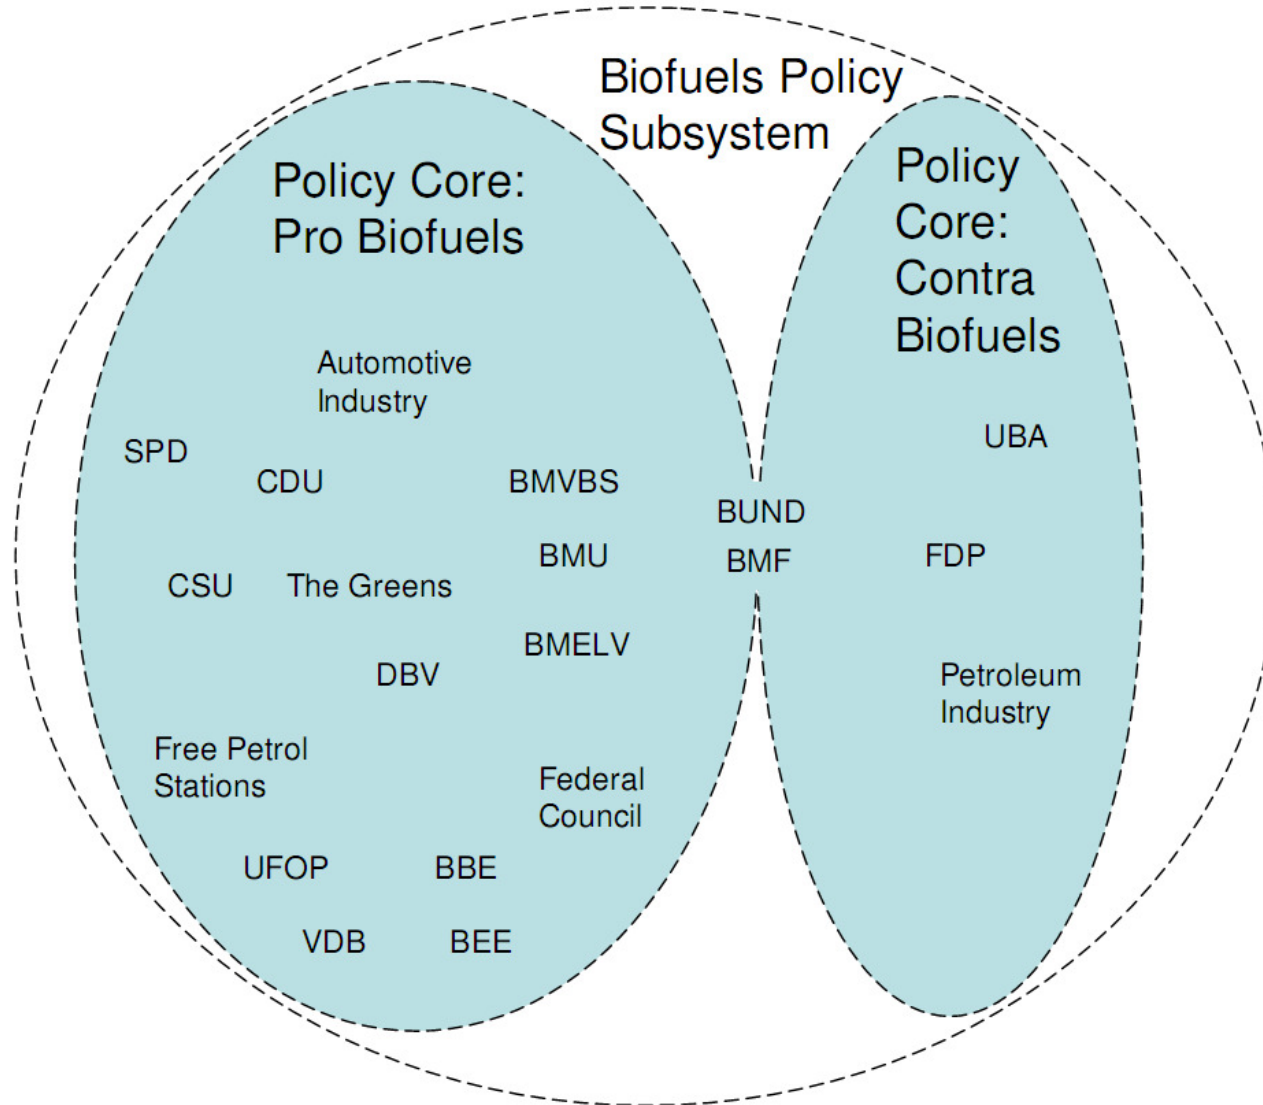 Biofuels Policy
Subsystem
Policy Core:
Pro Biofuels
Automotive
Industry
SPD
CDU
BMVBS
BMU
CSU
The Greens
BMELV
DBV
Free Petrol
Stations
Federal
Council
UFOP
BBE
VDB
BEE
BUND
BMF
Policy
Core:
Contra
Biofuels
UBA
FDP
Petroleum
Industry